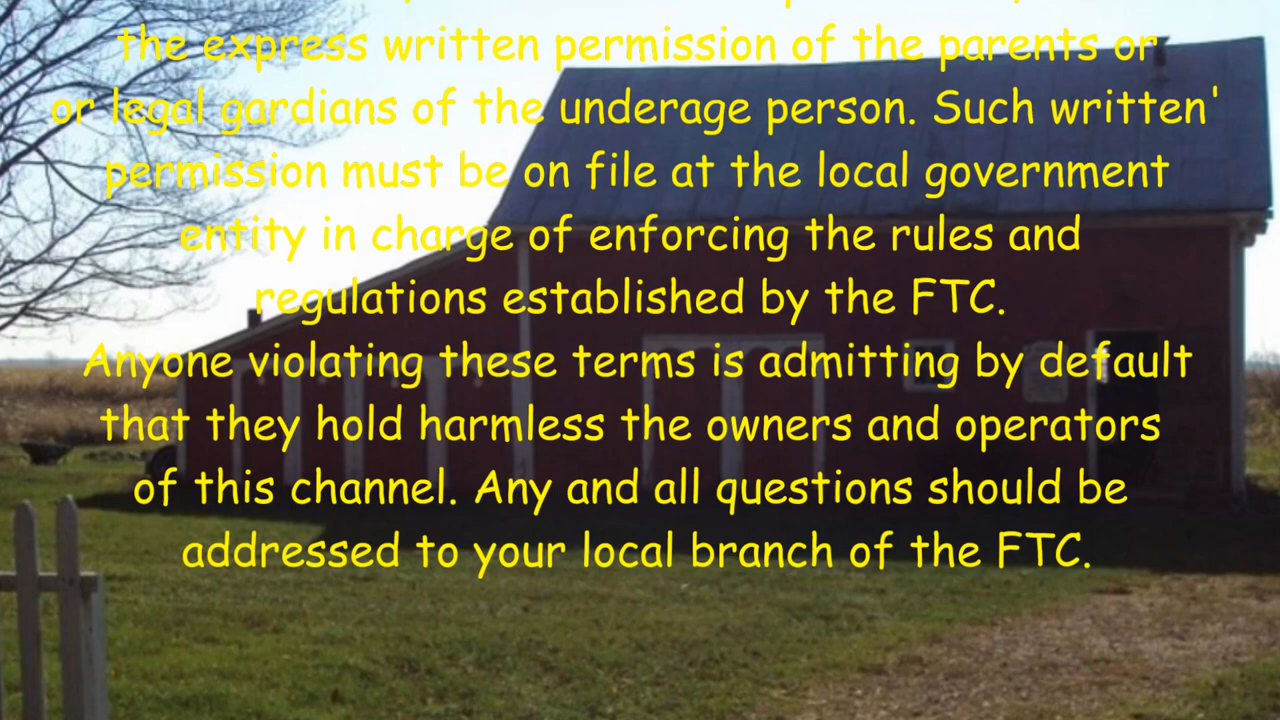 the express written permission of the parents or
or legal gardians of the underage person. Such written'
permission must be on file at the local government
entity in charge of enforcing the rules and
regulations established by the FTC.
Anyone violating these terms is admitting by default
that they hold harmless the owners and operators
of this channel. Any and all questions should be
addressed to your local branch of the FTC.